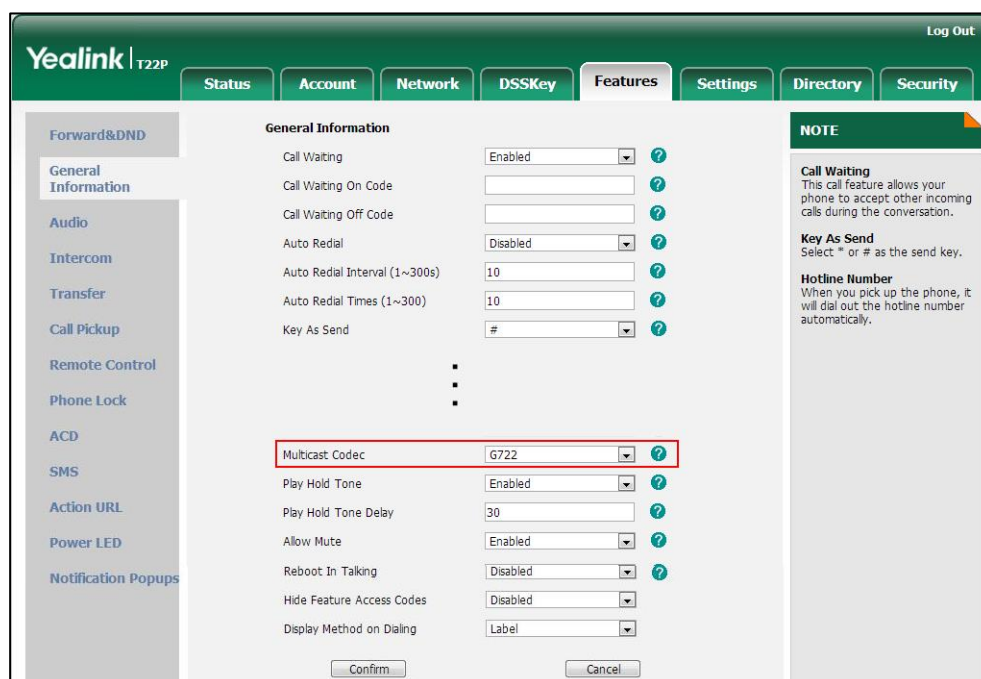 Log Out
Yealink T22P
Status Account Network DSSKey Features Settings Directory Security
Forward&DND
General
Information
Audio
Intercom
Transfer
Call Pickup
Remote Control
Phone Lock
ACD
SMS
Action URL
Power LED
Notification Popups
General Information
Call Waiting Enabled ?
Call Waiting On Code ?
Call Waiting Off Code ?
Auto Redial Disabled ?
Auto Redial Interval (1~300s) 10 ?
Auto Redial Times (1~300) 10 ?
Key As Send # ?
Multicast Codec G722 ?
Play Hold Tone Enabled ?
Play Hold Tone Delay 30 ?
Allow Mute Enabled ?
Reboot In Talking Disabled ?
Hide Feature Access Codes Disabled
Display Method on Dialing Label
Confirm Cancel
NOTE
Call Waiting
This call feature allows your
phone to accept other incoming
calls during the conversation.
Key As Send
Select * or # as the send key.
Hotline Number
When you pick up the phone, it
will dial out the hotline number
automatically.